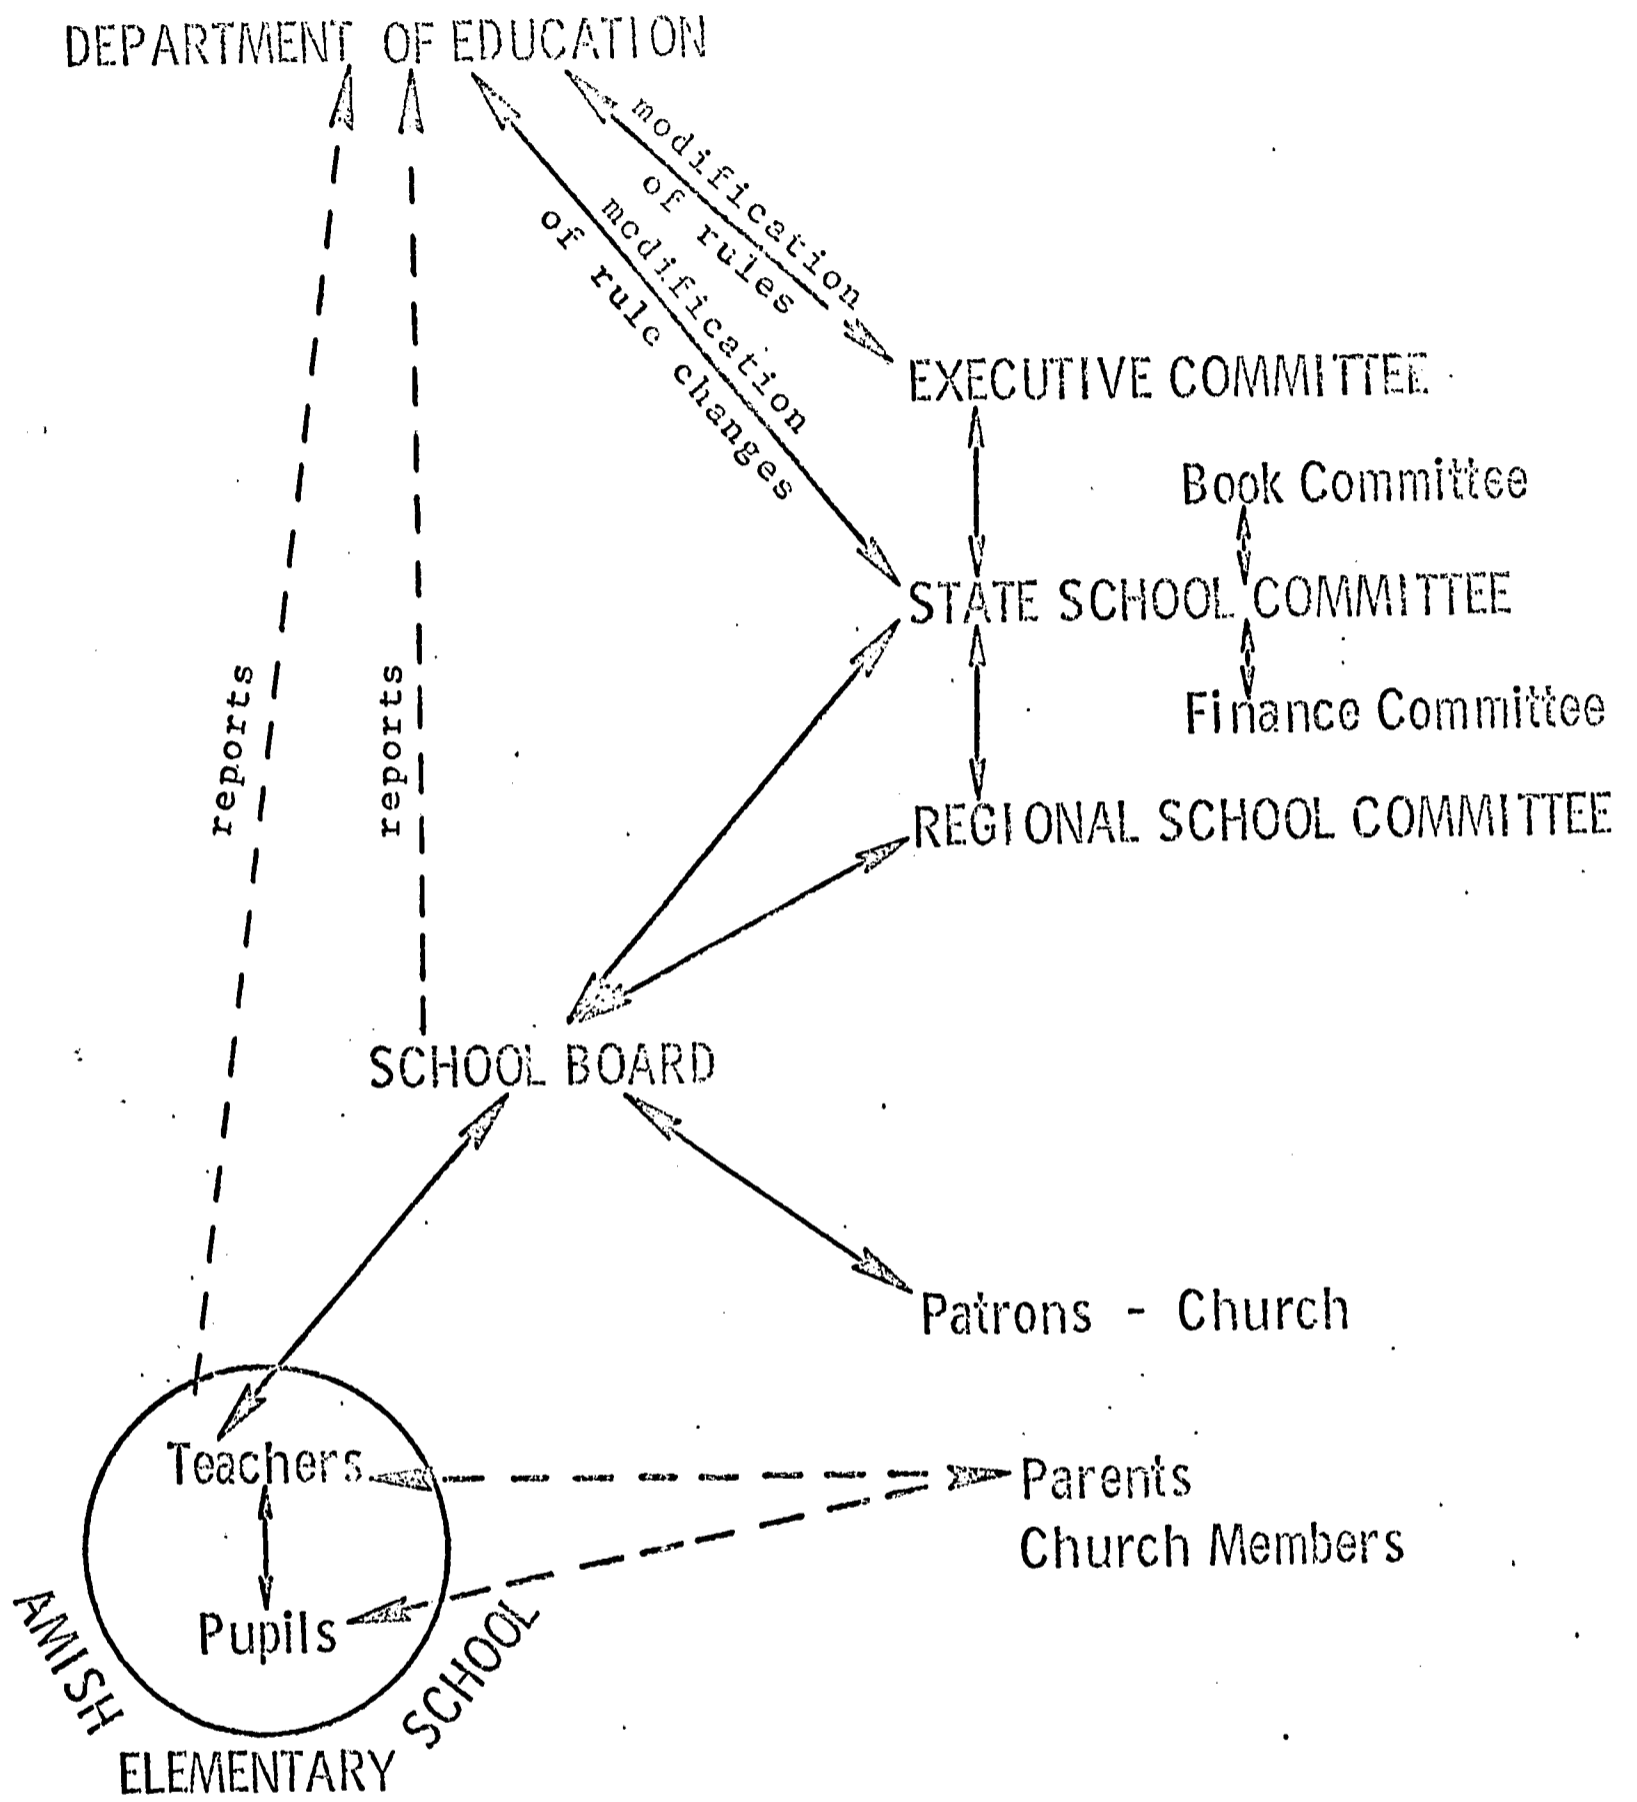 DEPARTMENT OF EDUCATION
modification
of rules
modification
of rule changes
EXECUTIVE COMMITTEE
Book Committee
STATE SCHOOL COMMITTEE
Finance Committee
reports
reports
REGIONAL SCHOOL COMMITTEE
SCHOOL BOARD
Patrons - Church
Teachers
Parents
Church Members
Pupils
AMISH
ELEMENTARY
SCHOOL